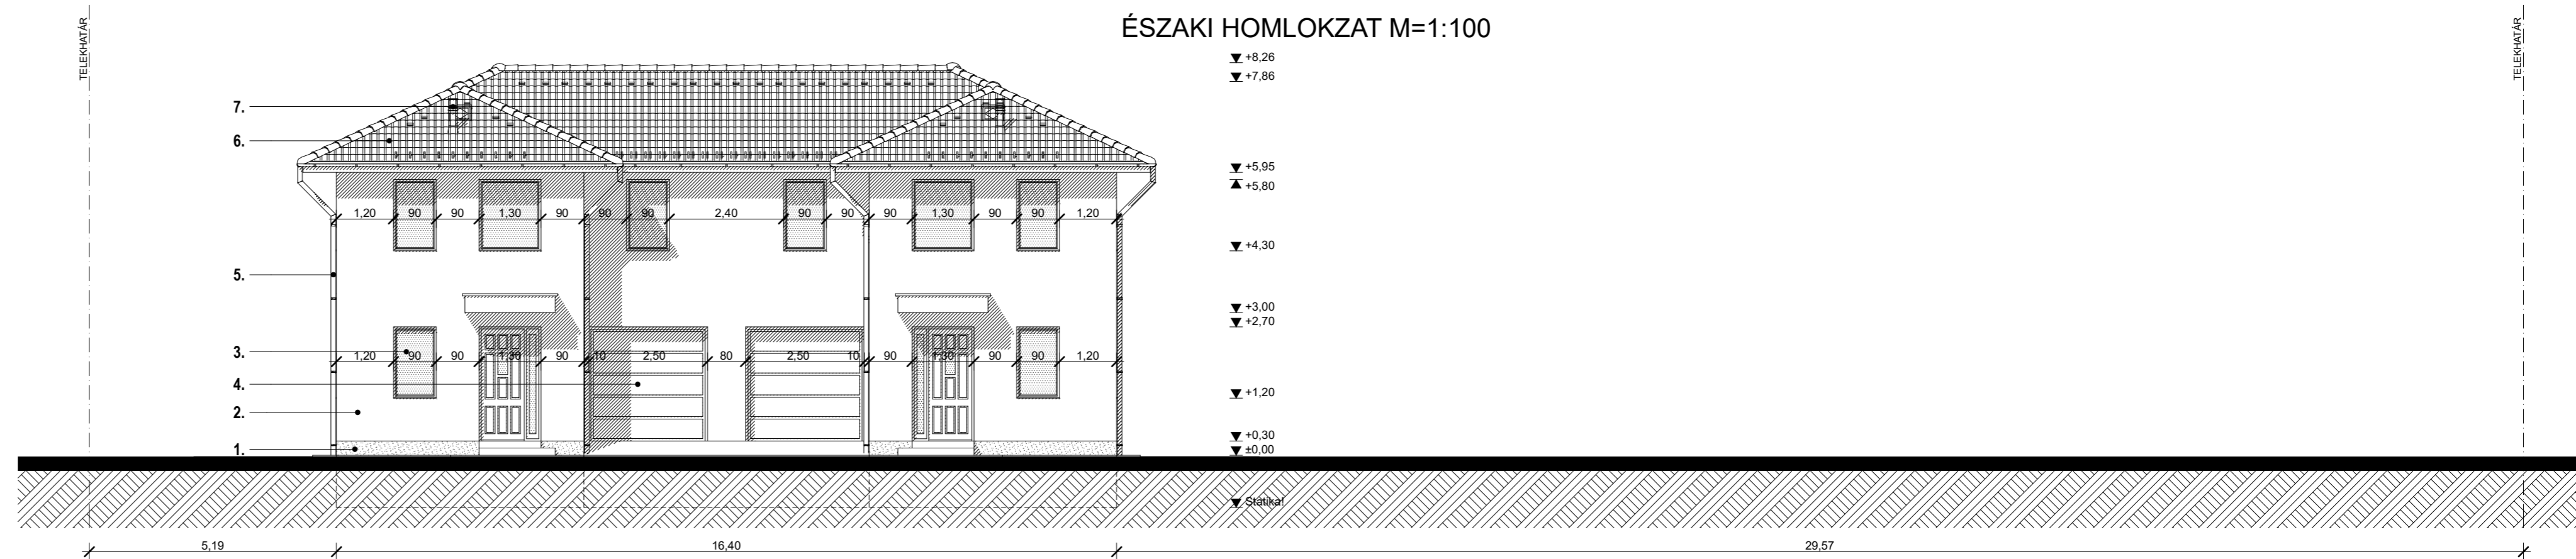 ÉSZAKI HOMLOKZAT M=1:100
TELEKHATÁR
TELEKHATÁR
+8,26
+7,86
7.
6.
+5,95
+5,80
1,20 90 90 1,30 90 90 90 2,40 90 90 90 1,30 90 90 1,20
+4,30
5.
+3,00
+2,70
3.
1,20 90 90 1,30 90 10 2,50 80 2,50 10 90 1,30 90 90 1,20
4.
+1,20
2.
+0,30
1.
±0,00
Statika!
5,19 16,40 29,57